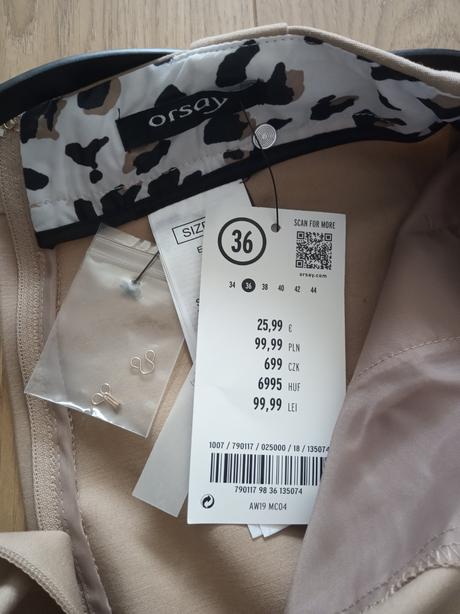 orsay
SIZE
36
SCAN FOR MORE
orsay.com
34 36 38 40 42 44
25,99 €
99,99 PLN
699 CZK
6995 HUF
99,99 LEI
1007 / 790117 / 025000 / 18 / 135074
790117 98 36 135074
AW19 MC04